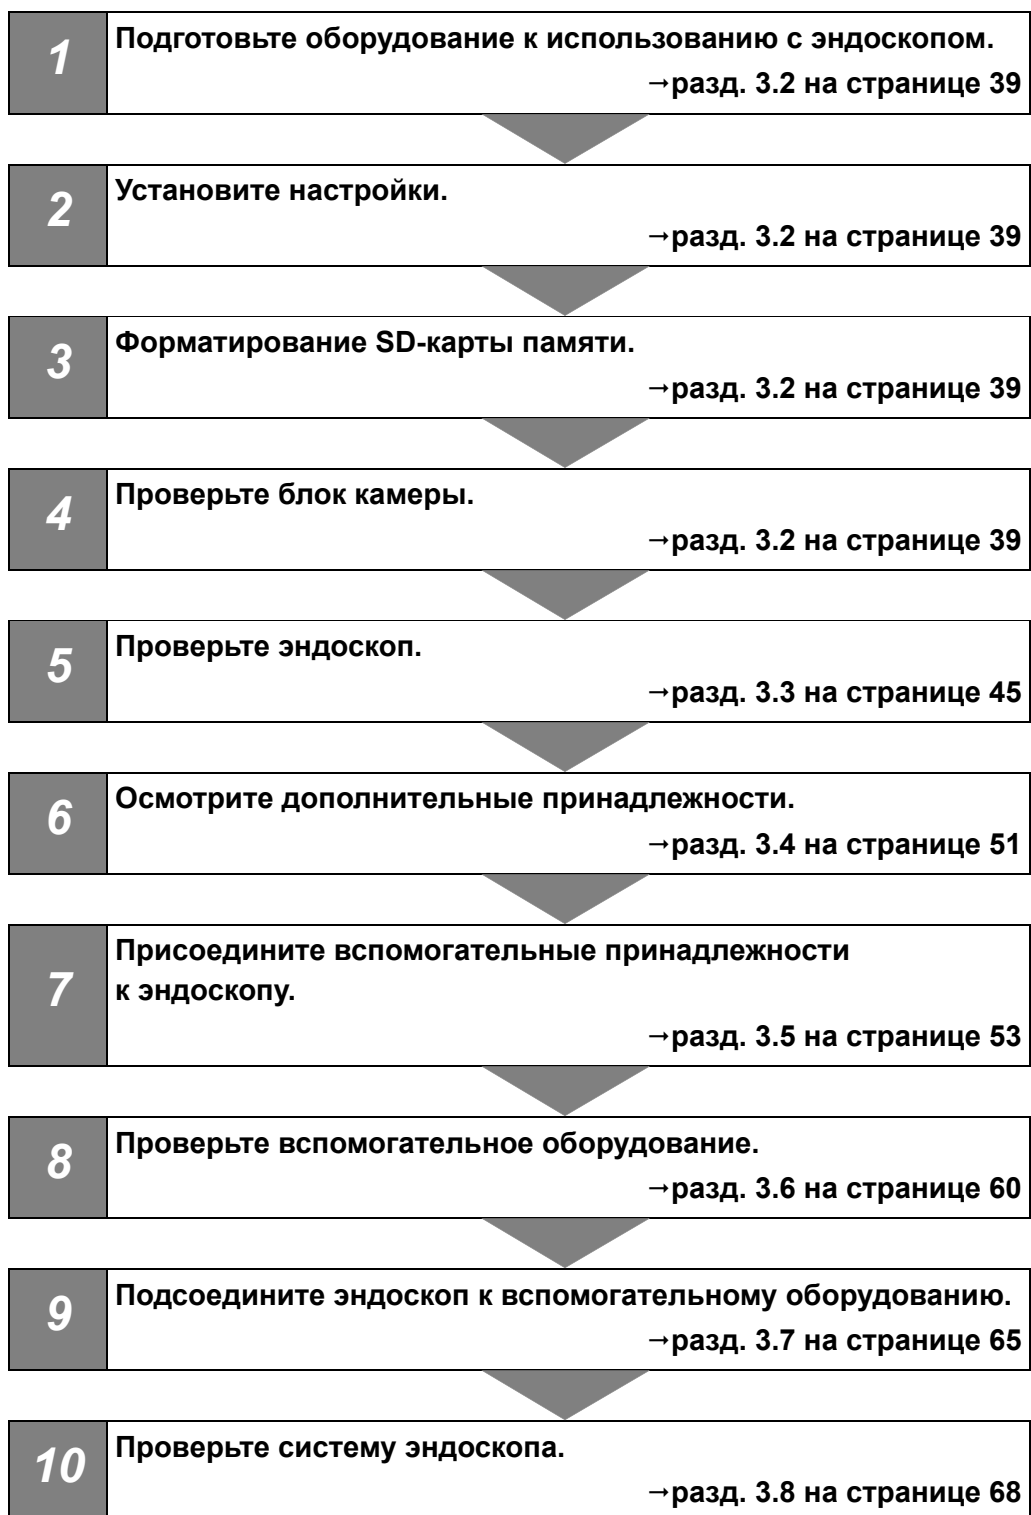 1
Подготовьте оборудование к использованию с эндоскопом.
→разд. 3.2 на странице 39
2
Установите настройки.
→разд. 3.2 на странице 39
3
Форматирование SD-карты памяти.
→разд. 3.2 на странице 39
4
Проверьте блок камеры.
→разд. 3.2 на странице 39
5
Проверьте эндоскоп.
→разд. 3.3 на странице 45
6
Осмотрите дополнительные принадлежности.
→разд. 3.4 на странице 51
7
Присоедините вспомогательные принадлежности
к эндоскопу.
→разд. 3.5 на странице 53
8
Проверьте вспомогательное оборудование.
→разд. 3.6 на странице 60
9
Подсоедините эндоскоп к вспомогательному оборудованию.
→разд. 3.7 на странице 65
10
Проверьте систему эндоскопа.
→разд. 3.8 на странице 68